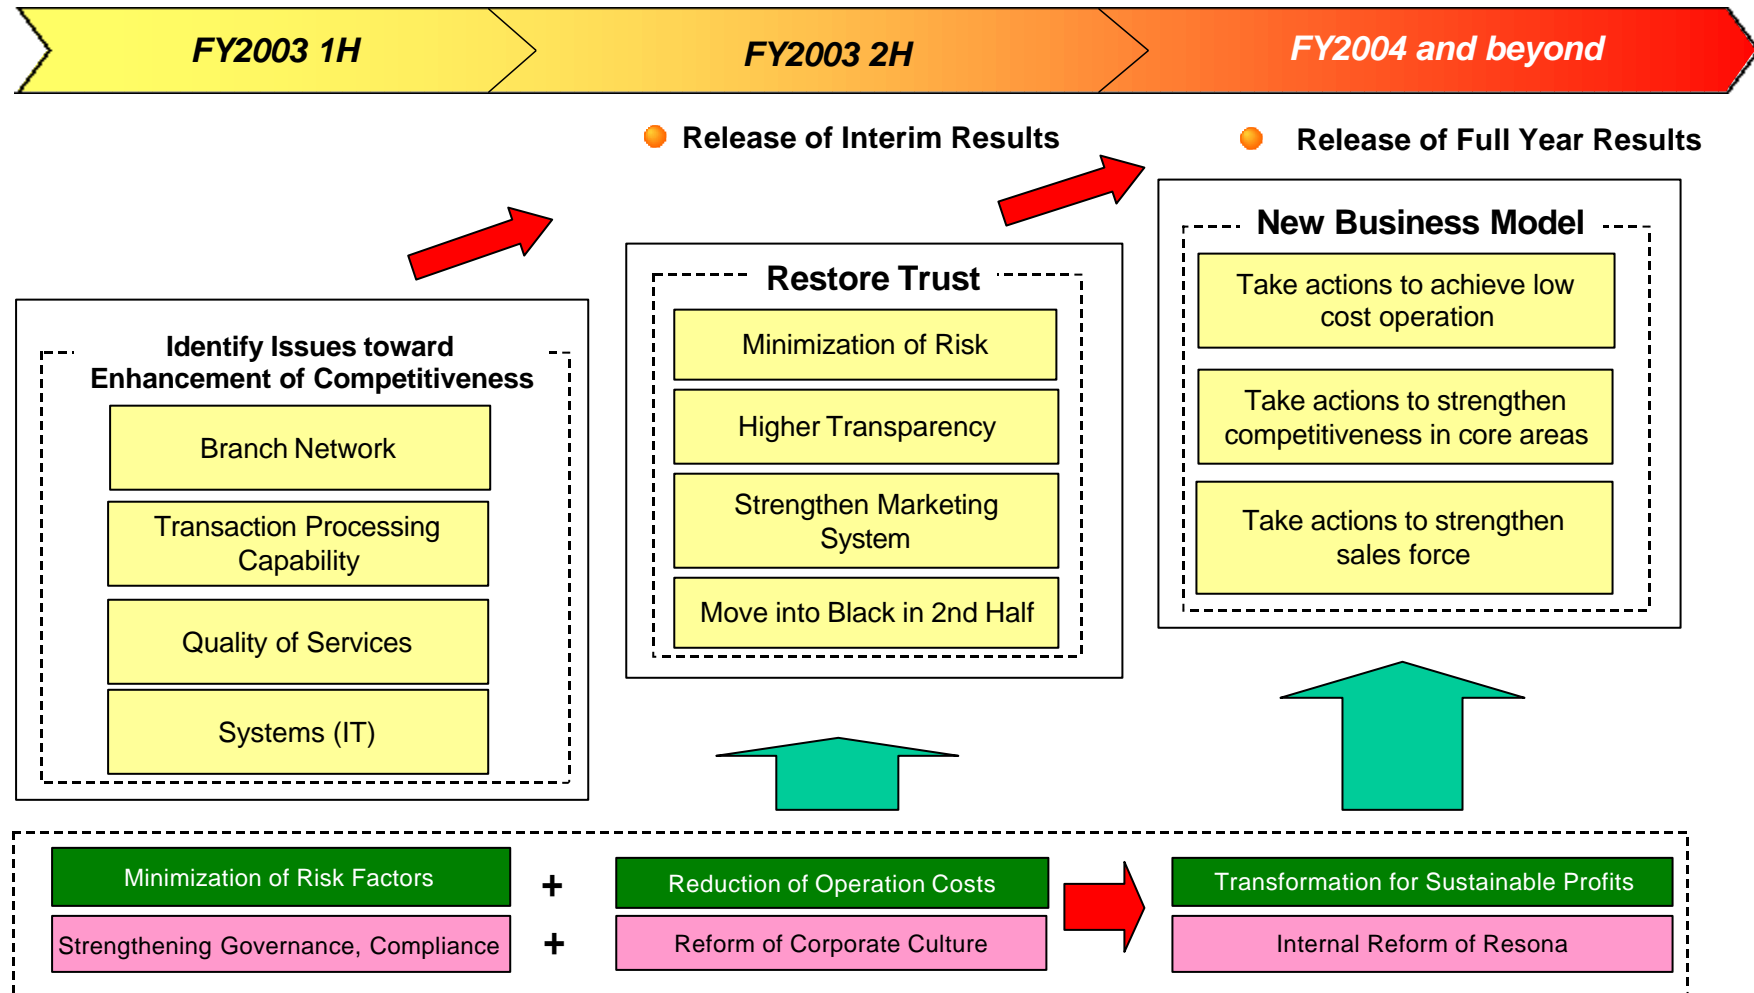 FY2003 1H
FY2003 2H
FY2004 and beyond
Release of Interim Results
Release of Full Year Results
Identify Issues toward
Enhancement of Competitiveness
Branch Network
Transaction Processing
Capability
Quality of Services
Systems (IT)
Restore Trust
Minimization of Risk
Higher Transparency
Strengthen Marketing
System
Move into Black in 2nd Half
New Business Model
Take actions to achieve low
cost operation
Take actions to strengthen
competitiveness in core areas
Take actions to strengthen
sales force
Minimization of Risk Factors
+
Reduction of Operation Costs
Transformation for Sustainable Profits
Strengthening Governance, Compliance
+
Reform of Corporate Culture
Internal Reform of Resona